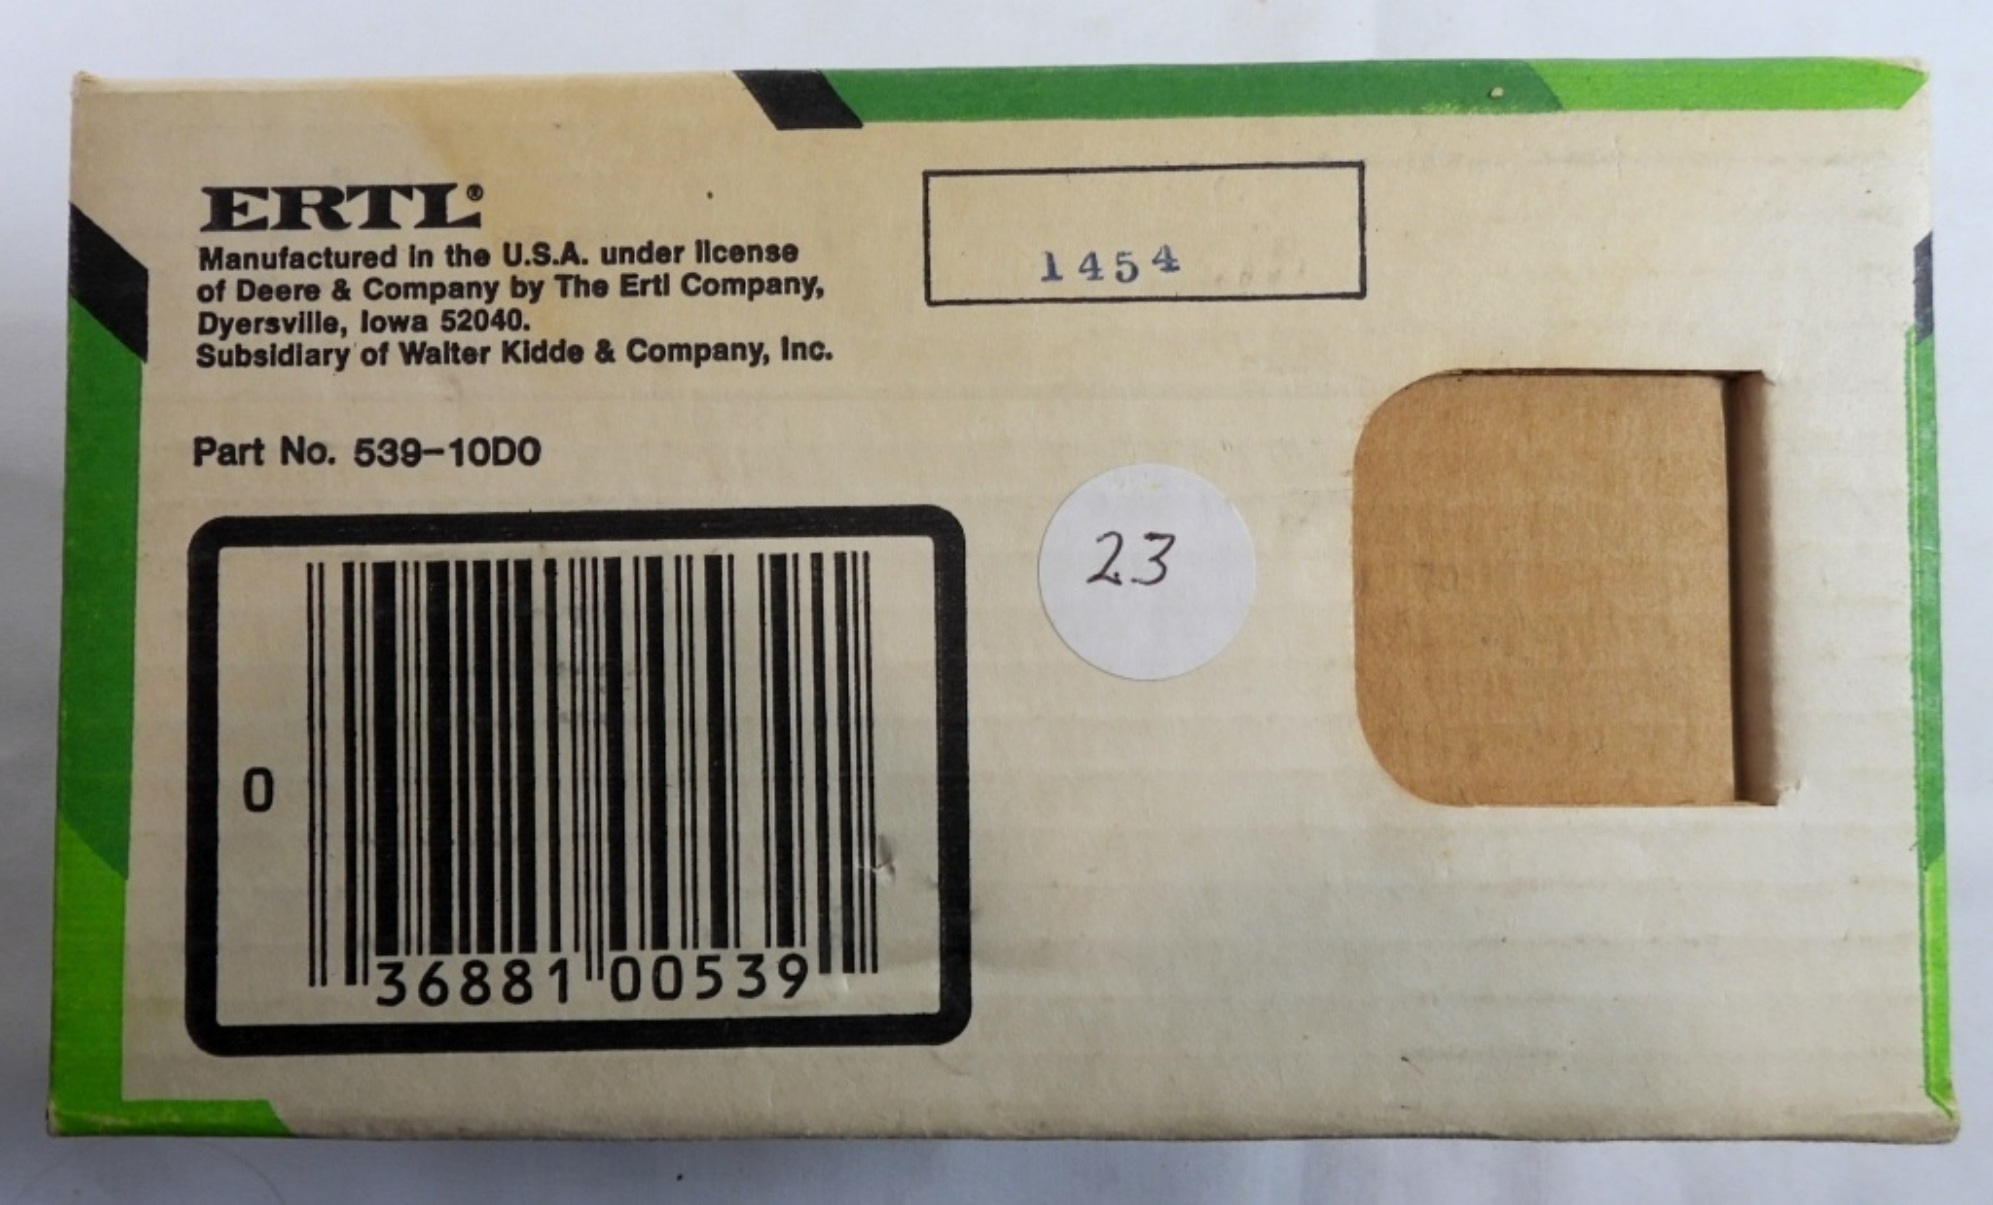 ERTL®
Manufactured in the U.S.A. under license
of Deere & Company by The Ertl Company,
Dyersville, Iowa 52040.
Subsidiary of Walter Kidde & Company, Inc.
1454
Part No. 539-10D0
23
0 36881 00539